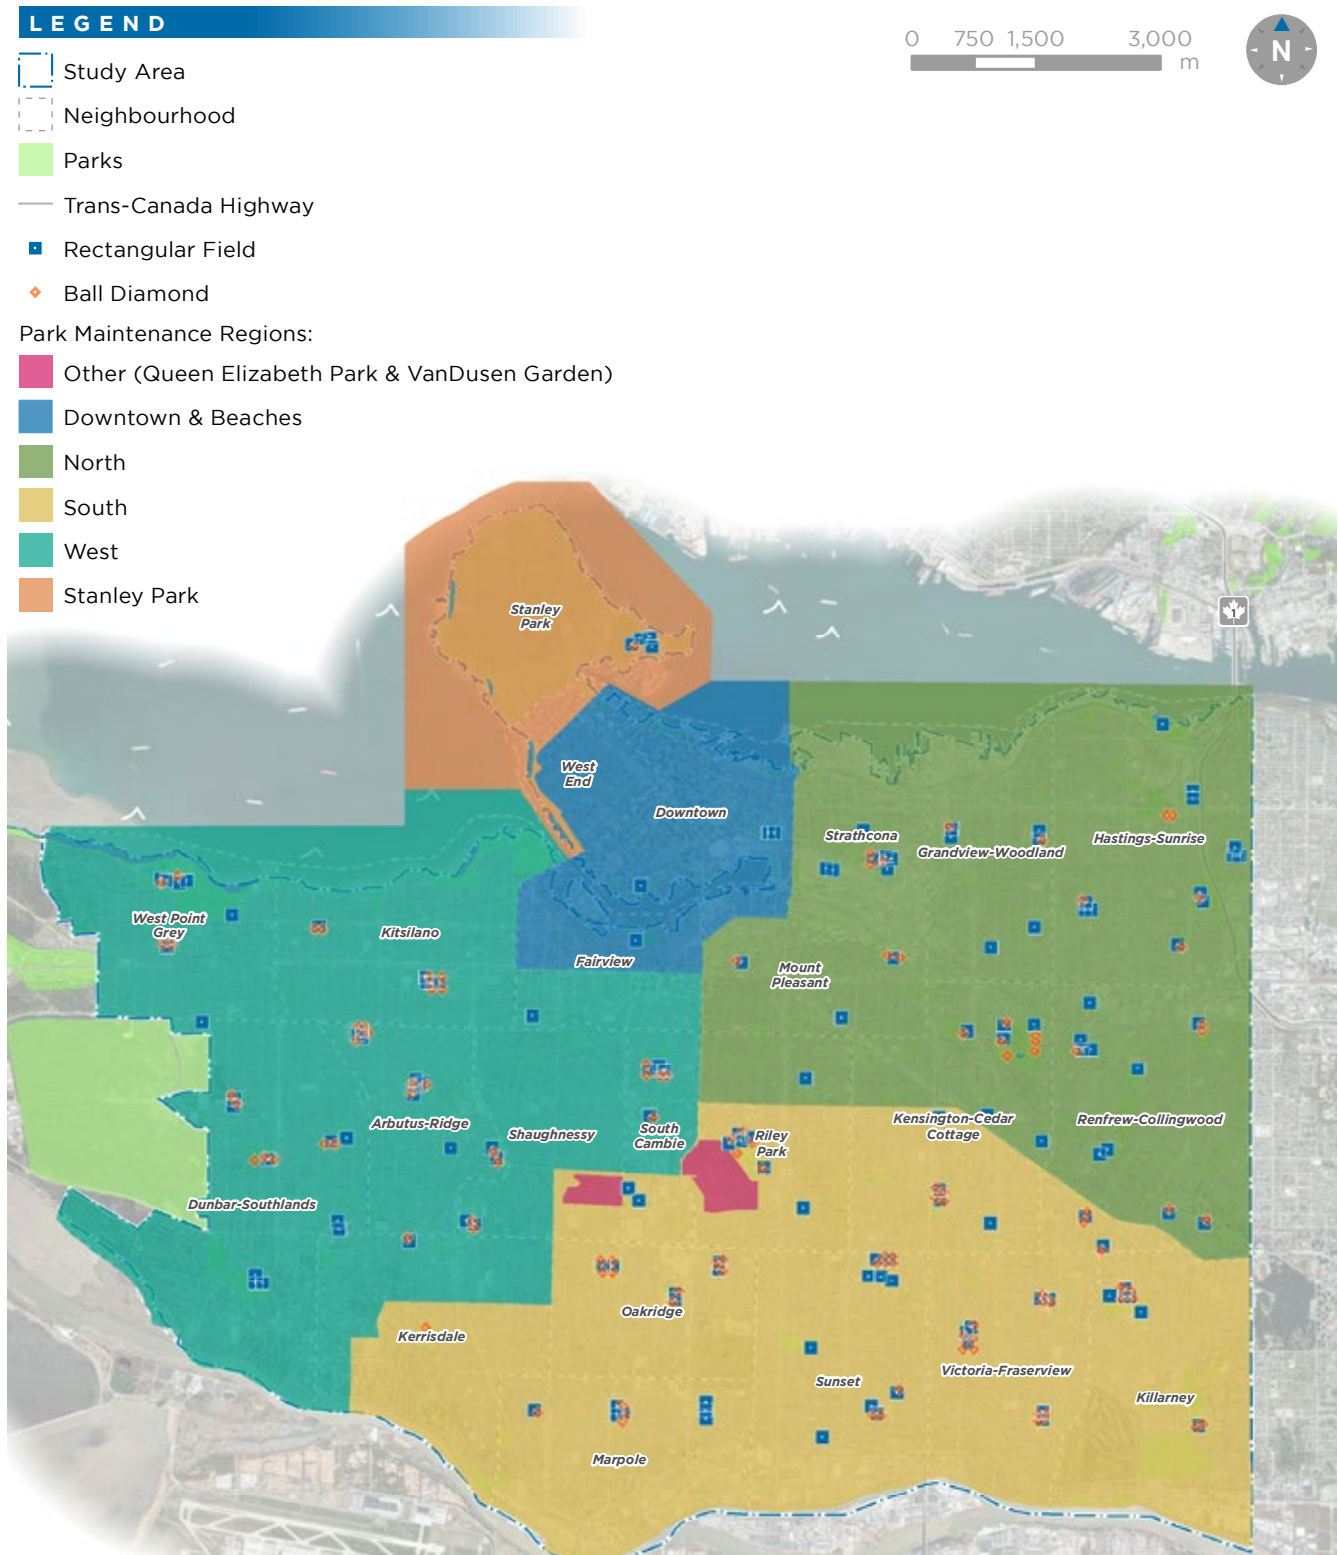 LEGEND
Study Area
Neighbourhood
Parks
Trans-Canada Highway
Rectangular Field
Ball Diamond
Park Maintenance Regions:
Other (Queen Elizabeth Park & VanDusen Garden)
Downtown & Beaches
North
South
West
Stanley Park
0 750 1,500 3,000
m
N
1
Stanley
Park
West
End
Downtown
Strathcona
Grandview-Woodland
Hastings-Sunrise
West Point
Grey
Kitsilano
Fairview
Mount
Pleasant
Arbutus-Ridge
Shaughnessy
South
Cambie
Riley
Park
Kensington-Cedar
Cottage
Renfrew-Collingwood
Dunbar-Southlands
Oakridge
Kerrisdale
Sunset
Victoria-Fraserview
Killarney
Marpole